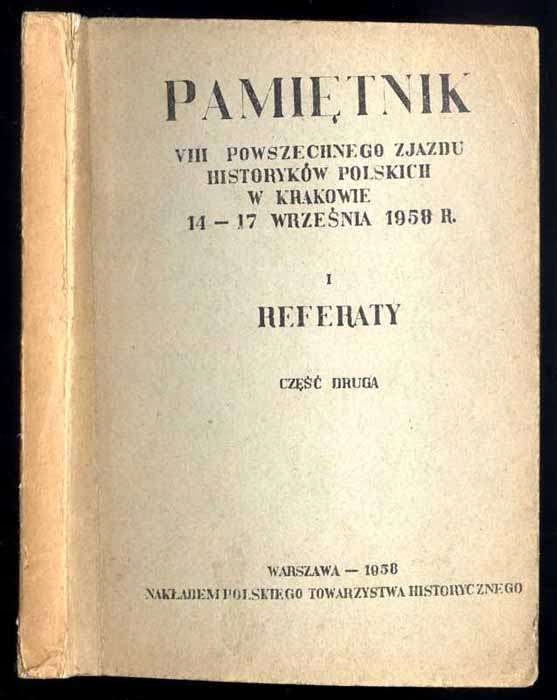 PAMIĘTNIK
VIII POWSZECHNEGO ZJAZDU
HISTORYKÓW POLSKICH
W KRAKOWIE
14 – 17 WRZEŚNIA 1958 R.
I
REFERATY
CZĘŚĆ DRUGA
WARSZAWA — 1958
NAKŁADEM POLSKIEGO TOWARZYSTWA HISTORYCZNEGO